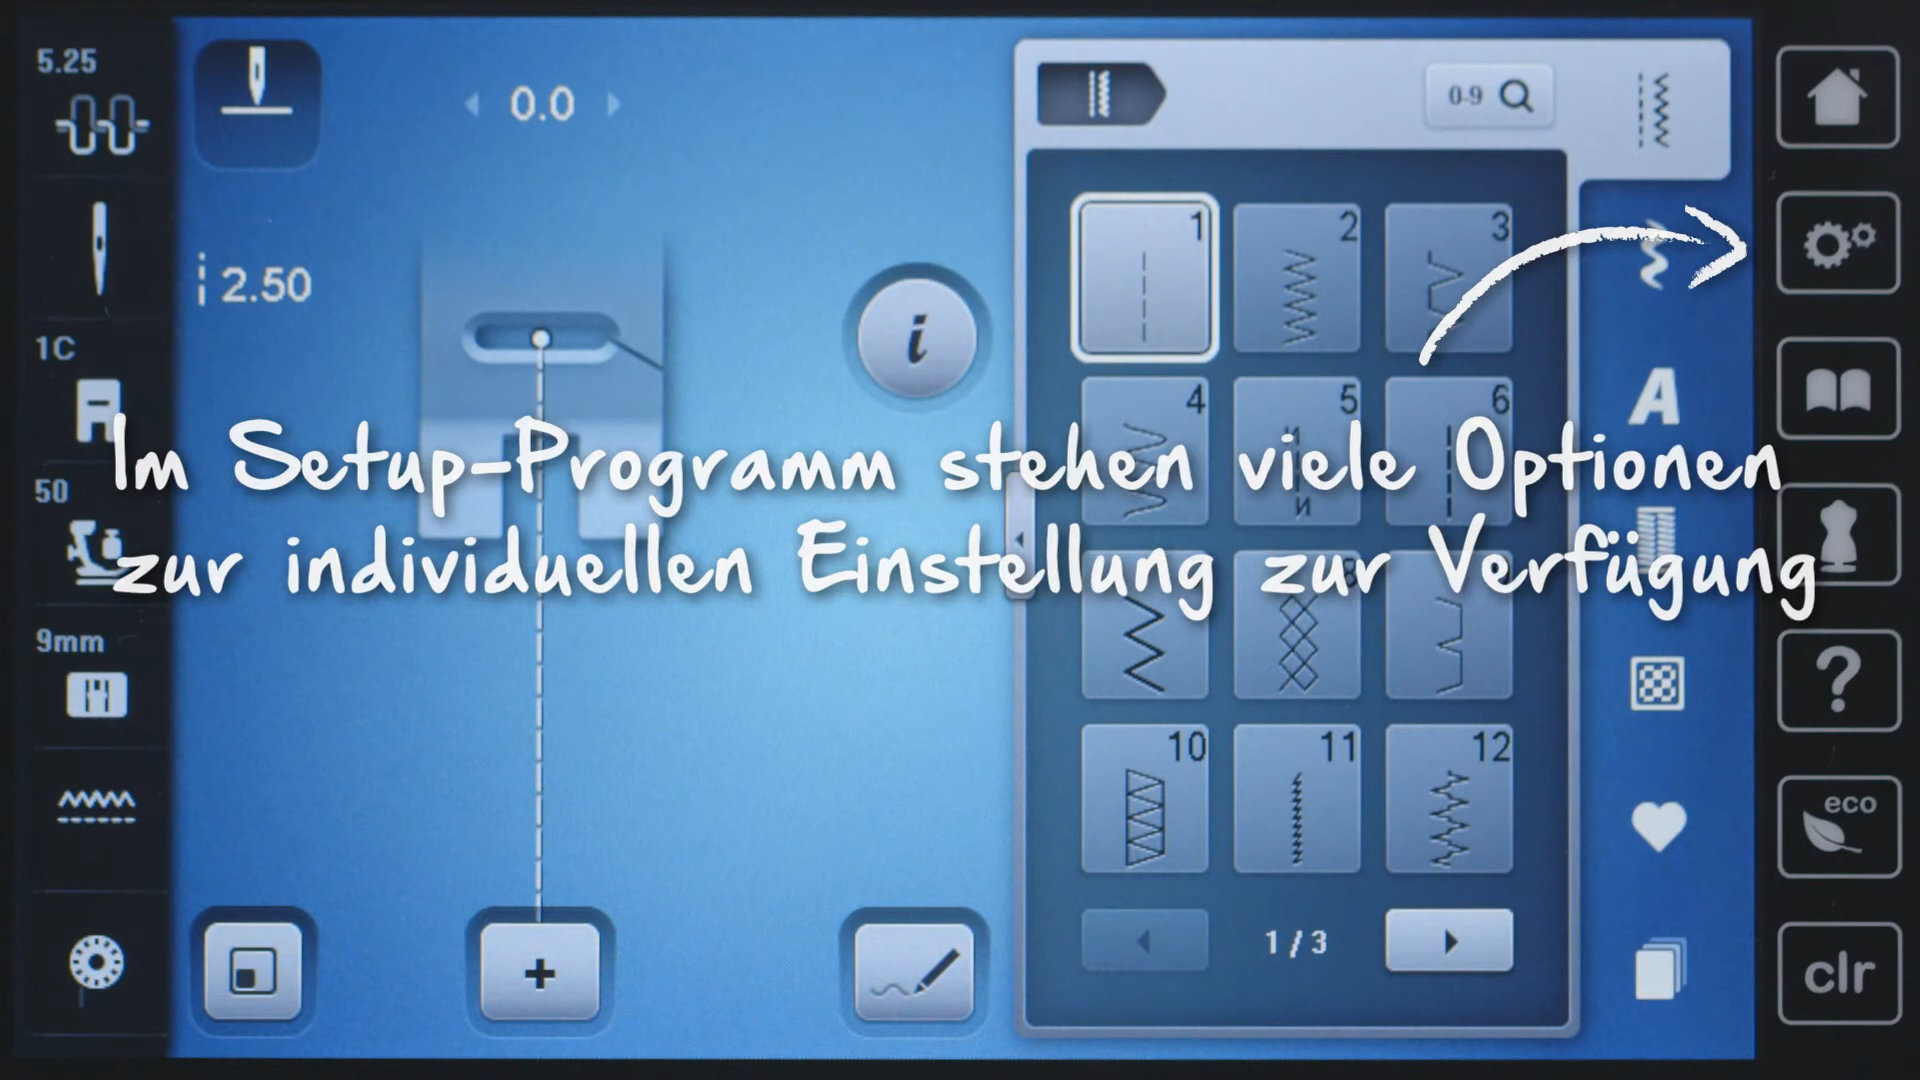 5.25
0.0
0-9
1 2 3
2.50
1C
4 5 6
50
Im Setup-Programm stehen viele Optionen
zur individuellen Einstellung zur Verfügung
i
A
8
9mm
?
10 11 12
eco
1 / 3
+
clr